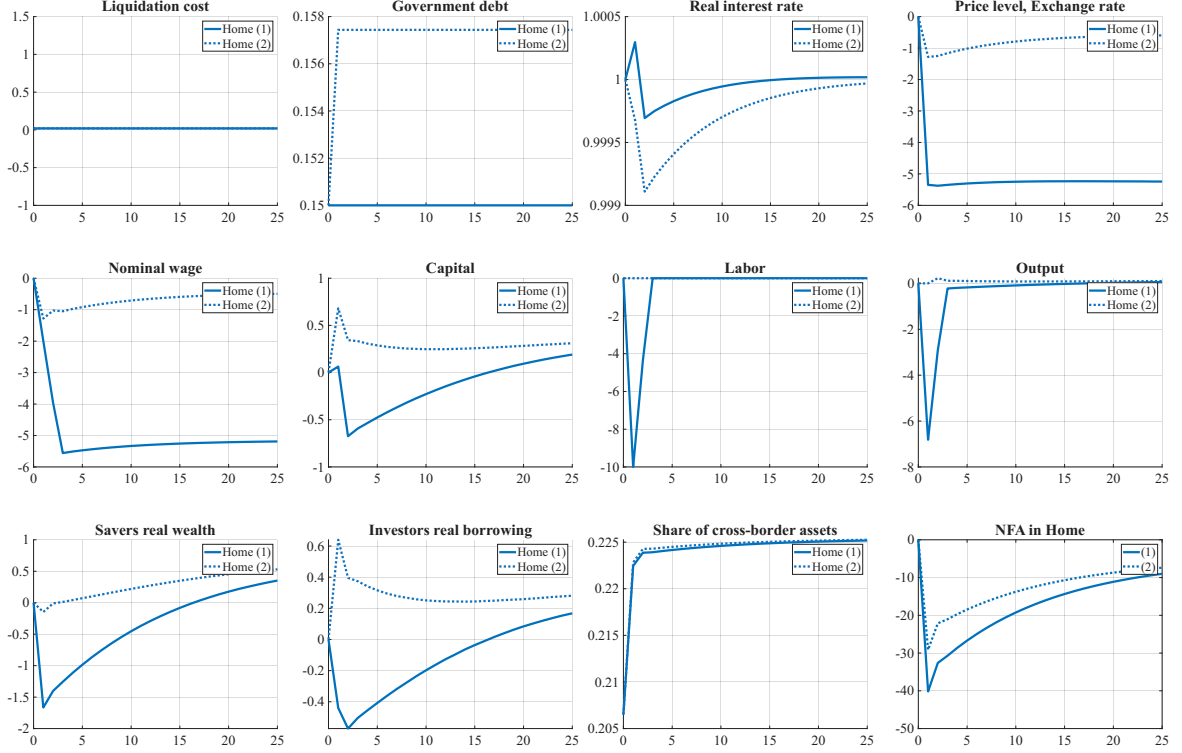 Liquidation cost
1.5
1
0.5
0
-0.5
-1
0 5 10 15 20 25
Home (1)
Home (2)
Government debt
0.158
0.156
0.154
0.152
0.15
0 5 10 15 20 25
Home (1)
Home (2)
Real interest rate
1.0005
1
0.9995
0.999
0 5 10 15 20 25
Home (1)
Home (2)
Price level, Exchange rate
0
-1
-2
-3
-4
-5
-6
0 5 10 15 20 25
Home (1)
Home (2)
Nominal wage
0
-1
-2
-3
-4
-5
-6
0 5 10 15 20 25
Home (1)
Home (2)
Capital
1
0.5
0
-0.5
-1
0 5 10 15 20 25
Home (1)
Home (2)
Labor
0
-2
-4
-6
-8
-10
0 5 10 15 20 25
Home (1)
Home (2)
Output
0
-2
-4
-6
-8
0 5 10 15 20 25
Home (1)
Home (2)
Savers real wealth
1
0.5
0
-0.5
-1
-1.5
-2
0 5 10 15 20 25
Home (1)
Home (2)
Investors real borrowing
0.6
0.4
0.2
0
-0.2
-0.4
0 5 10 15 20 25
Home (1)
Home (2)
Share of cross-border assets
0.225
0.22
0.215
0.21
0.205
0 5 10 15 20 25
Home (1)
Home (2)
NFA in Home
0
-10
-20
-30
-40
-50
0 5 10 15 20 25
(1)
(2)